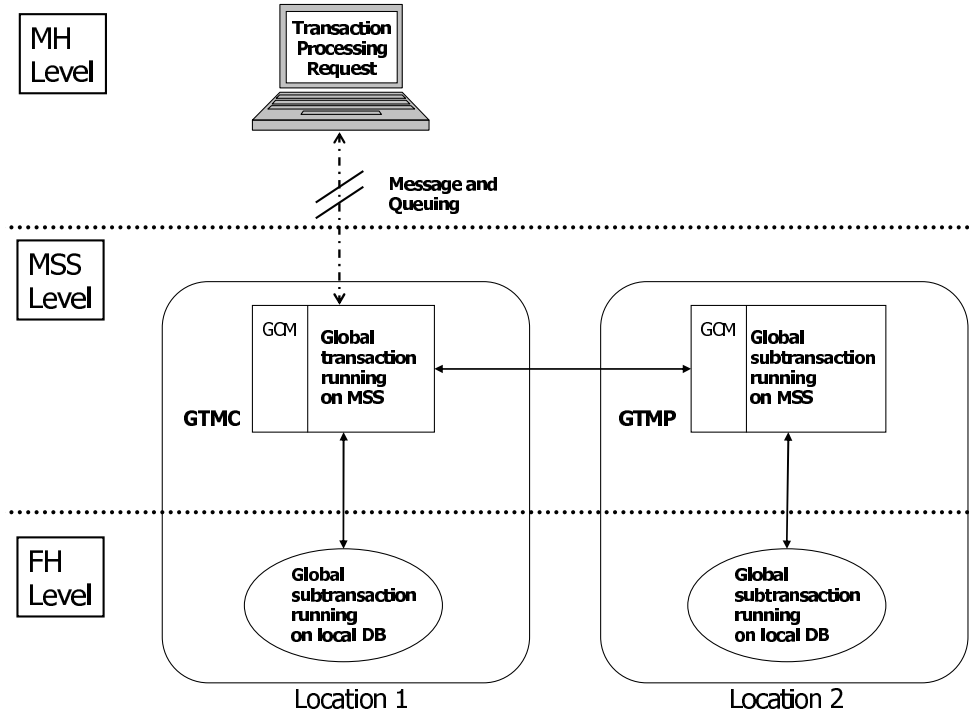 MH
Level
Transaction
Processing
Request
Message and
Queuing
MSS
Level
GCM
Global
transaction
running
on MSS
GTMC
GCM
Global
subtransaction
running
on MSS
GTMP
FH
Level
Global
subtransaction
running
on local DB
Global
subtransaction
running
on local DB
Location 1
Location 2